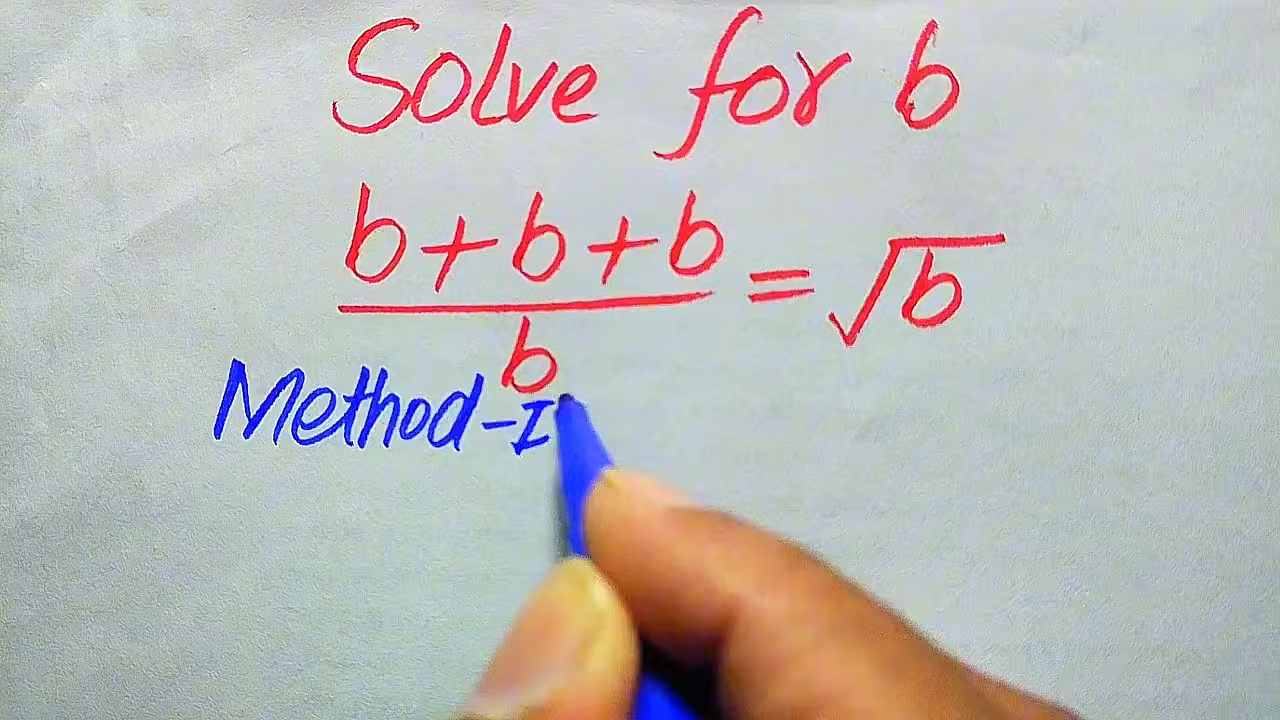 Solve for b
b+b+b
= √b
b
Method-I